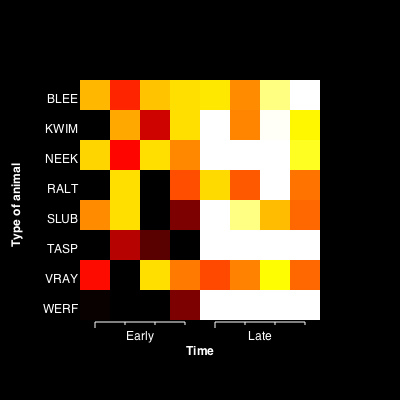 BLEE
KWIM
NEEK
RALT
SLUB
TASP
VRAY
WERF
Type of animal
Early Late
Time